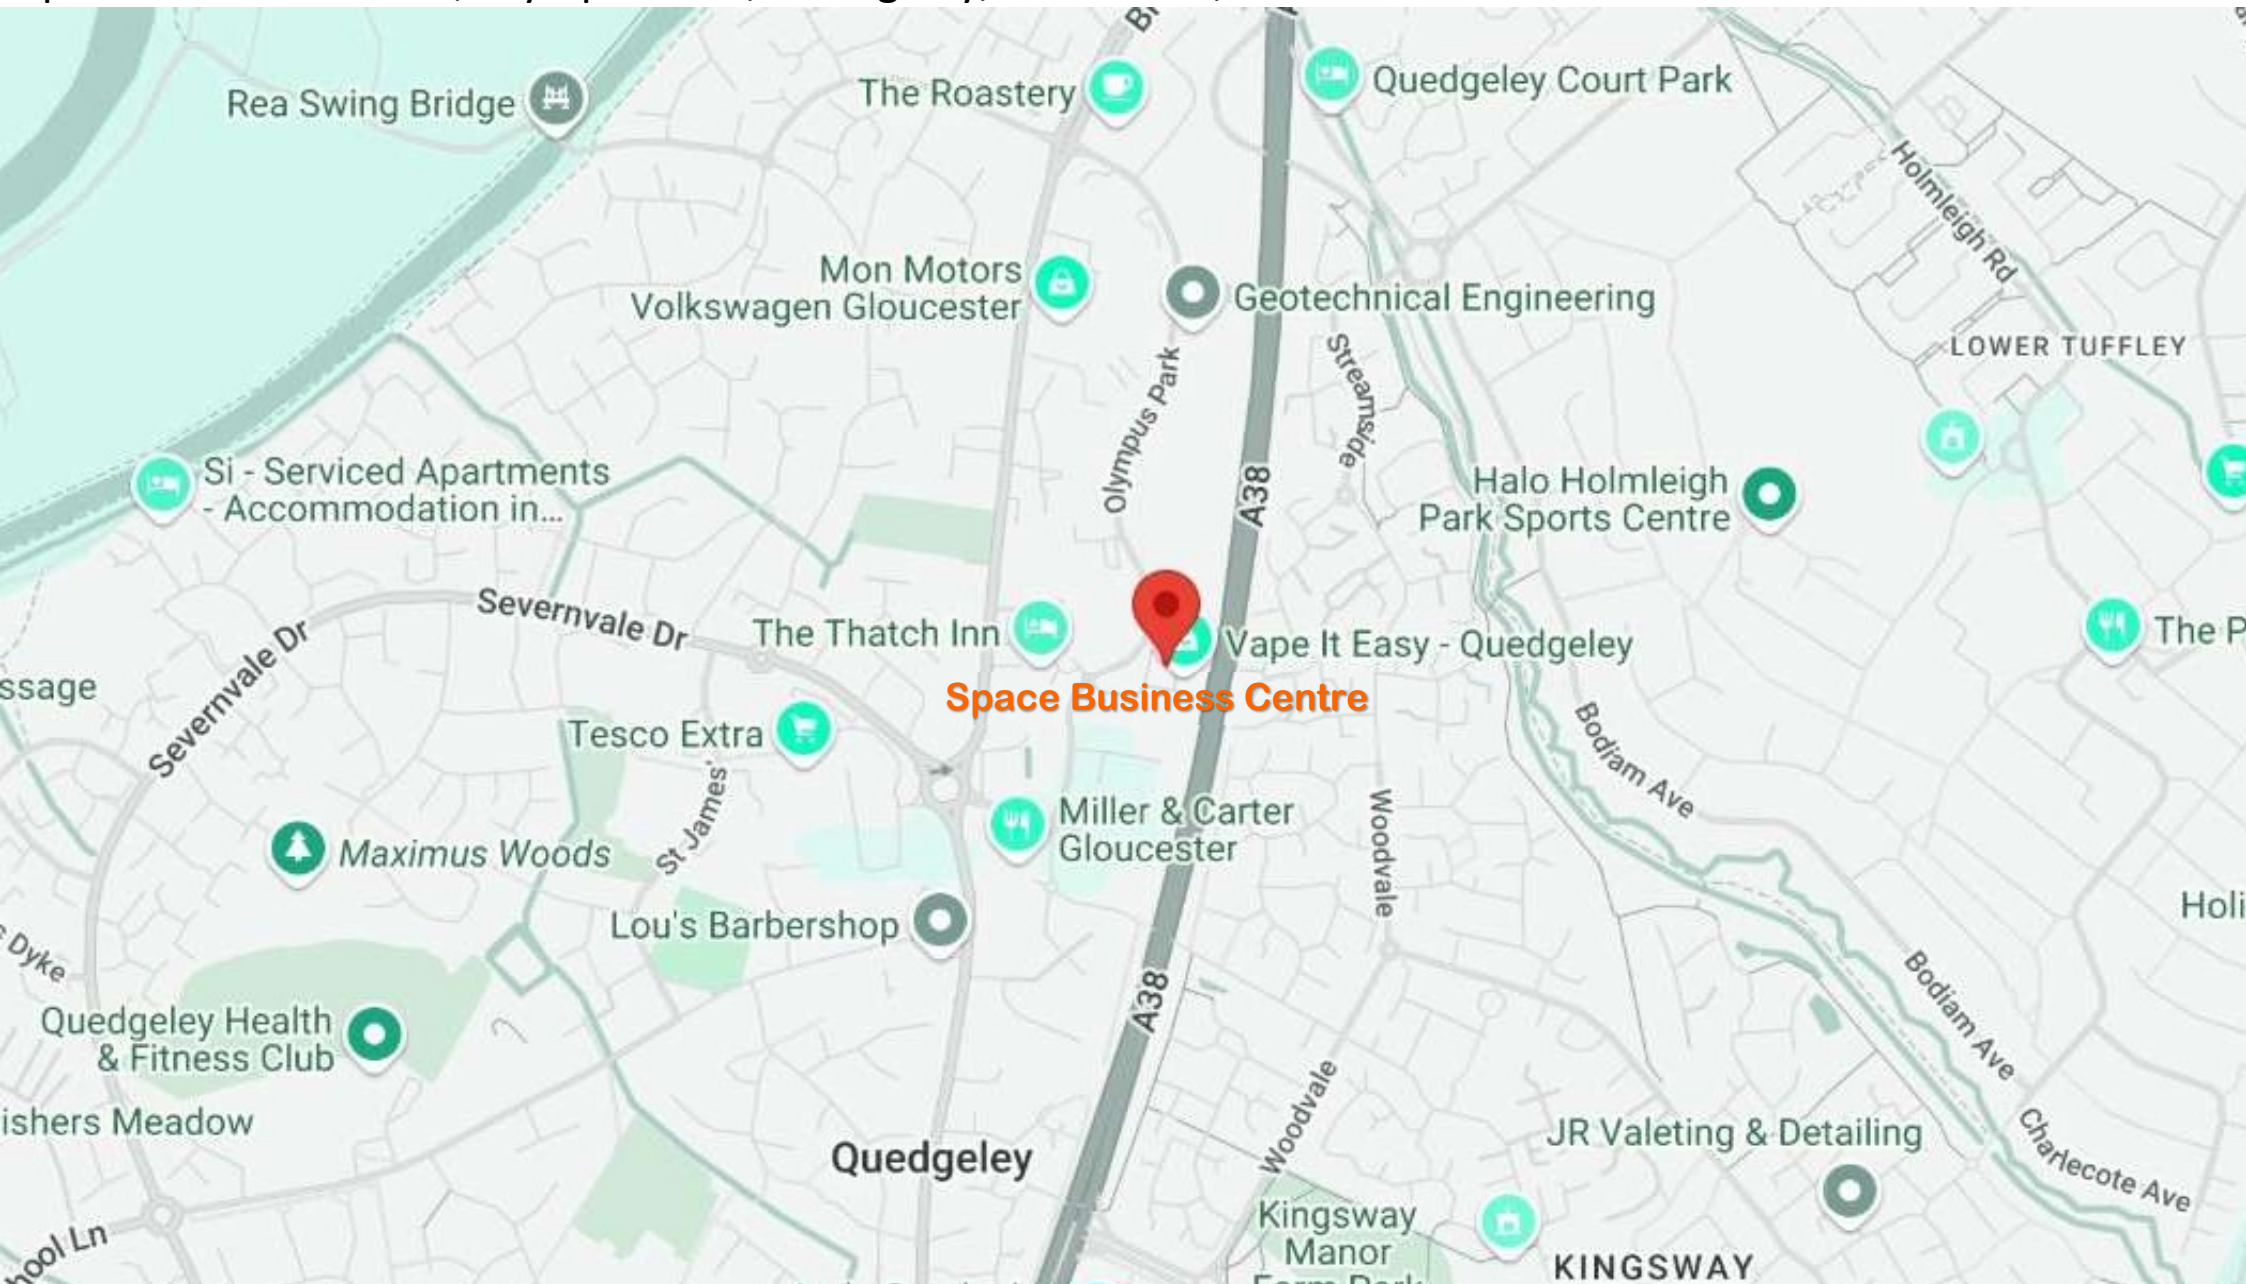 Rea Swing Bridge
The Roastery
Quedgeley Court Park
Holmleigh Rd
Mon Motors
Volkswagen Gloucester
Geotechnical Engineering
LOWER TUFFLEY
Olympus Park
Streamside
A38
Si - Serviced Apartments
- Accommodation in...
Halo Holmleigh
Park Sports Centre
Severnvale Dr
Severnvale Dr
The Thatch Inn
Vape It Easy - Quedgeley
The P
ssage
Space Business Centre
Tesco Extra
Bodiam Ave
St James'
Miller & Carter
Gloucester
Woodvale
Maximus Woods
Lou's Barbershop
Holi
Dyke
A38
Bodiam Ave
Quedgeley Health
& Fitness Club
ishers Meadow
Woodvale
JR Valeting & Detailing
Charlecote Ave
Quedgeley
Kingsway
Manor
Farm Park
hool Ln
KINGSWAY